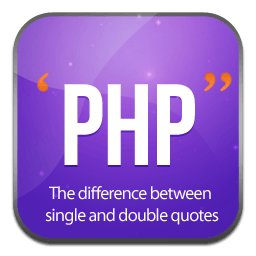 ‘PHP”
The difference between
single and double quotes